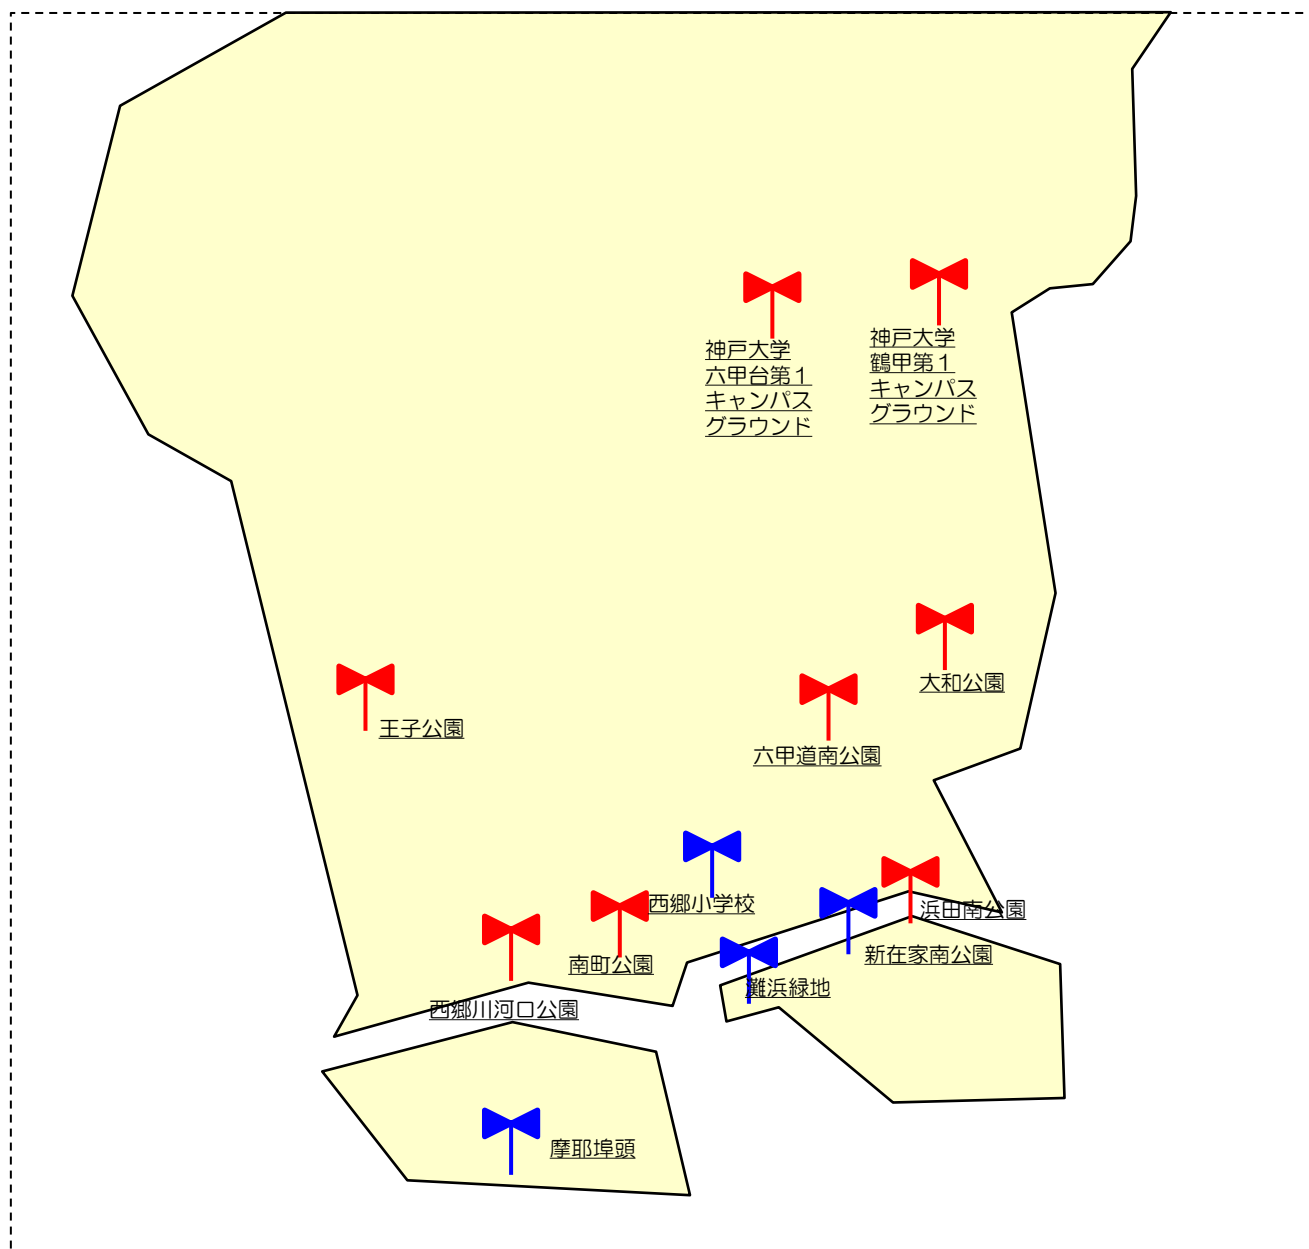 神戸大学
六甲台第１
キャンパス
グラウンド
神戸大学
鶴甲第１
キャンパス
グラウンド
大和公園
王子公園
六甲道南公園
西郷小学校
浜田南公園
新在家南公園
南町公園
灘浜緑地
西郷川河口公園
摩耶埠頭